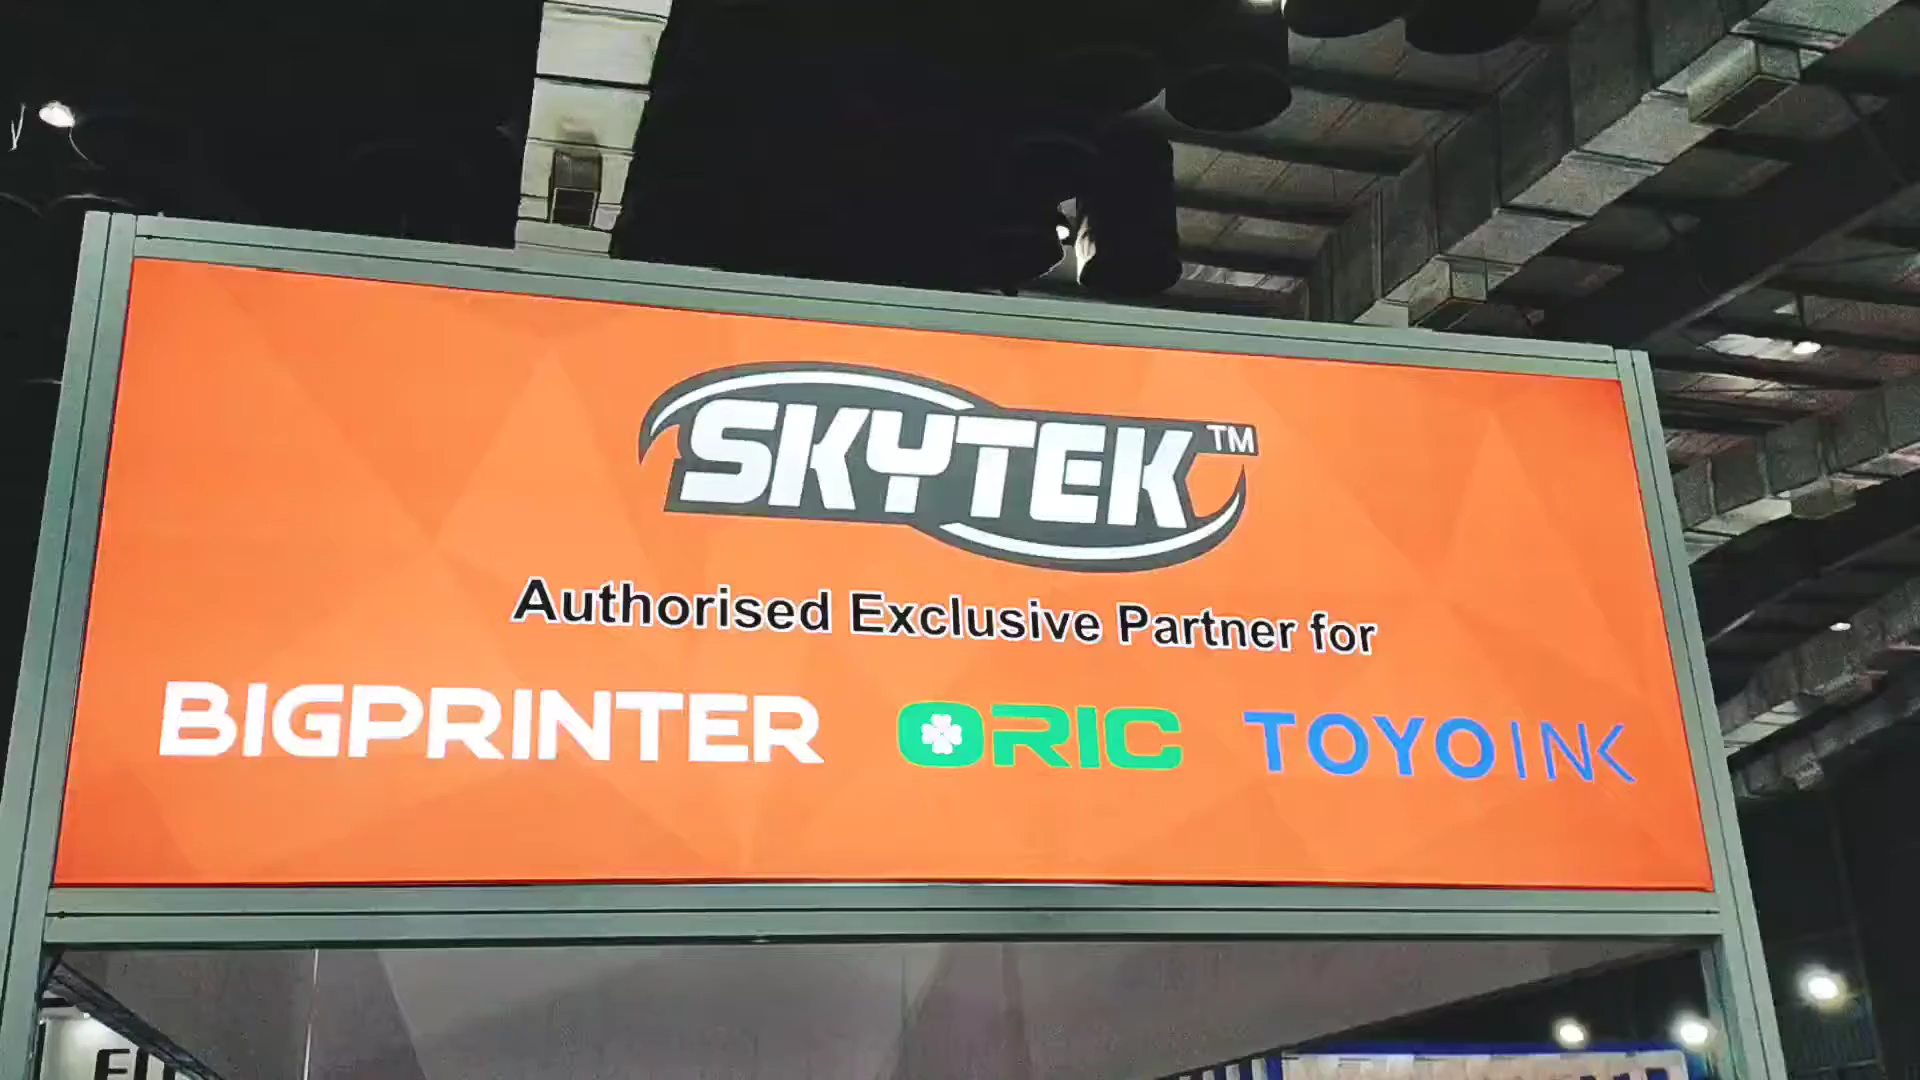 SKYTEK™
Authorised Exclusive Partner for
BIGPRINTER ORIC TOYO INK